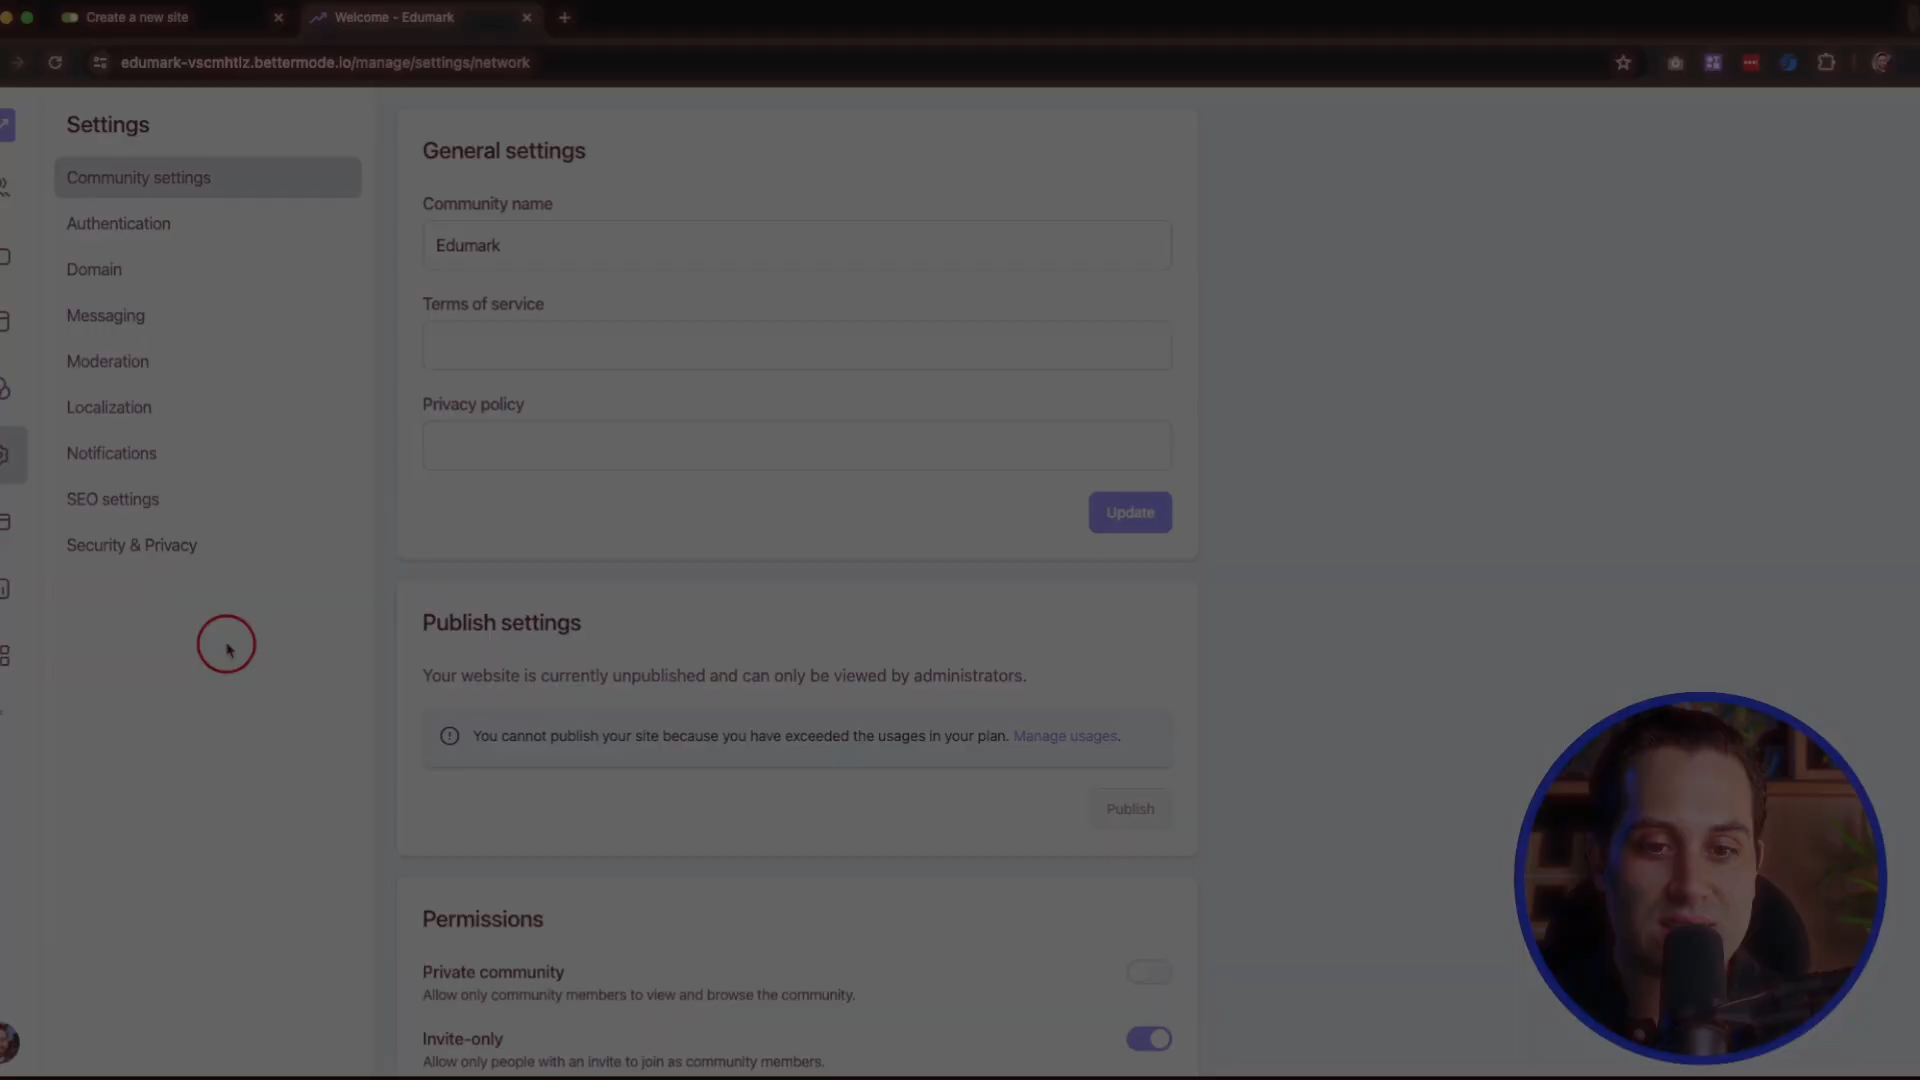 Create a new site
Welcome - Edumark
edumark-vscmhtlz.bettermode.io/manage/settings/network
Settings
Community settings
Authentication
Domain
Messaging
Moderation
Localization
Notifications
SEO settings
Security & Privacy
General settings
Community name
Edumark
Terms of service
Privacy policy
Update
Publish settings
Your website is currently unpublished and can only be viewed by administrators.
You cannot publish your site because you have exceeded the usages in your plan. Manage usages.
Publish
Permissions
Private community
Allow only community members to view and browse the community.
Invite-only
Allow only people with an invite to join as community members.